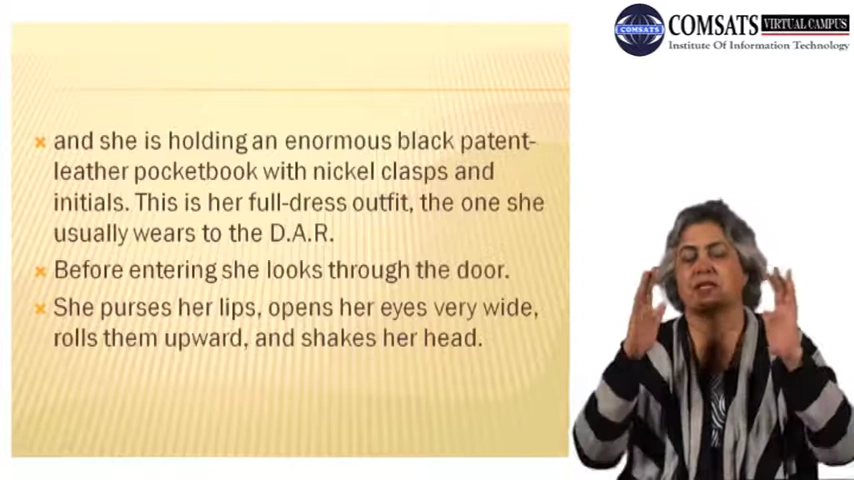 COMSATS
COMSATS VIRTUAL CAMPUS
Institute Of Information Technology
and she is holding an enormous black patent-
leather pocketbook with nickel clasps and
initials. This is her full-dress outfit, the one she
usually wears to the D.A.R.
Before entering she looks through the door.
She purses her lips, opens her eyes very wide,
rolls them upward, and shakes her head.